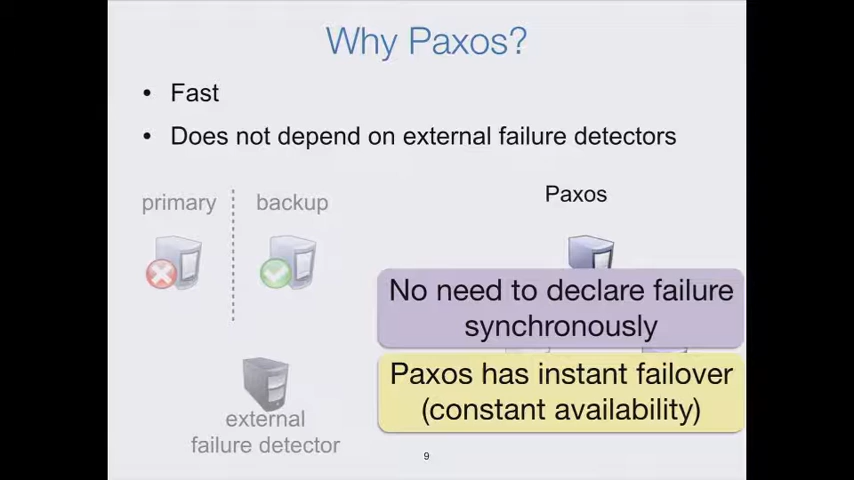 Why Paxos?
• Fast
• Does not depend on external failure detectors
primary
backup
Paxos
No need to declare failure
synchronously
Paxos has instant failover
(constant availability)
external
failure detector
9